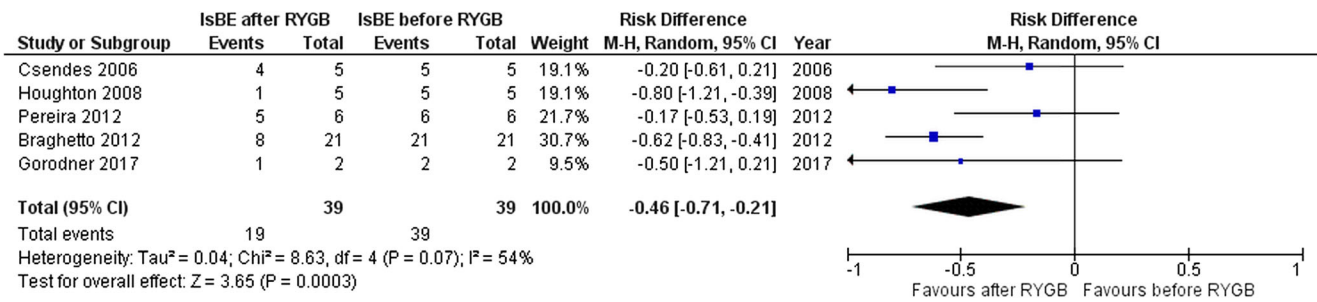 IsBE after RYGB IsBE before RYGB Risk Difference Risk Difference
Study or Subgroup Events Total Events Total Weight M-H, Random, 95% CI Year M-H, Random, 95% CI
Csendes 2006 4 5 5 5 19.1% -0.20 [-0.61, 0.21] 2006
Houghton 2008 1 5 5 5 19.1% -0.80 [-1.21, -0.39] 2008
Pereira 2012 5 6 6 6 21.7% -0.17 [-0.53, 0.19] 2012
Braghetto 2012 8 21 21 21 30.7% -0.62 [-0.83, -0.41] 2012
Gorodner 2017 1 2 2 2 9.5% -0.50 [-1.21, 0.21] 2017
Total (95% CI) 39 39 100.0% -0.46 [-0.71, -0.21]
Total events 19 39
Heterogeneity: Tau² = 0.04; Chi² = 8.63, df = 4 (P = 0.07); I² = 54%
Test for overall effect: Z = 3.65 (P = 0.0003)
-1 -0.5 0 0.5 1
Favours after RYGB Favours before RYGB